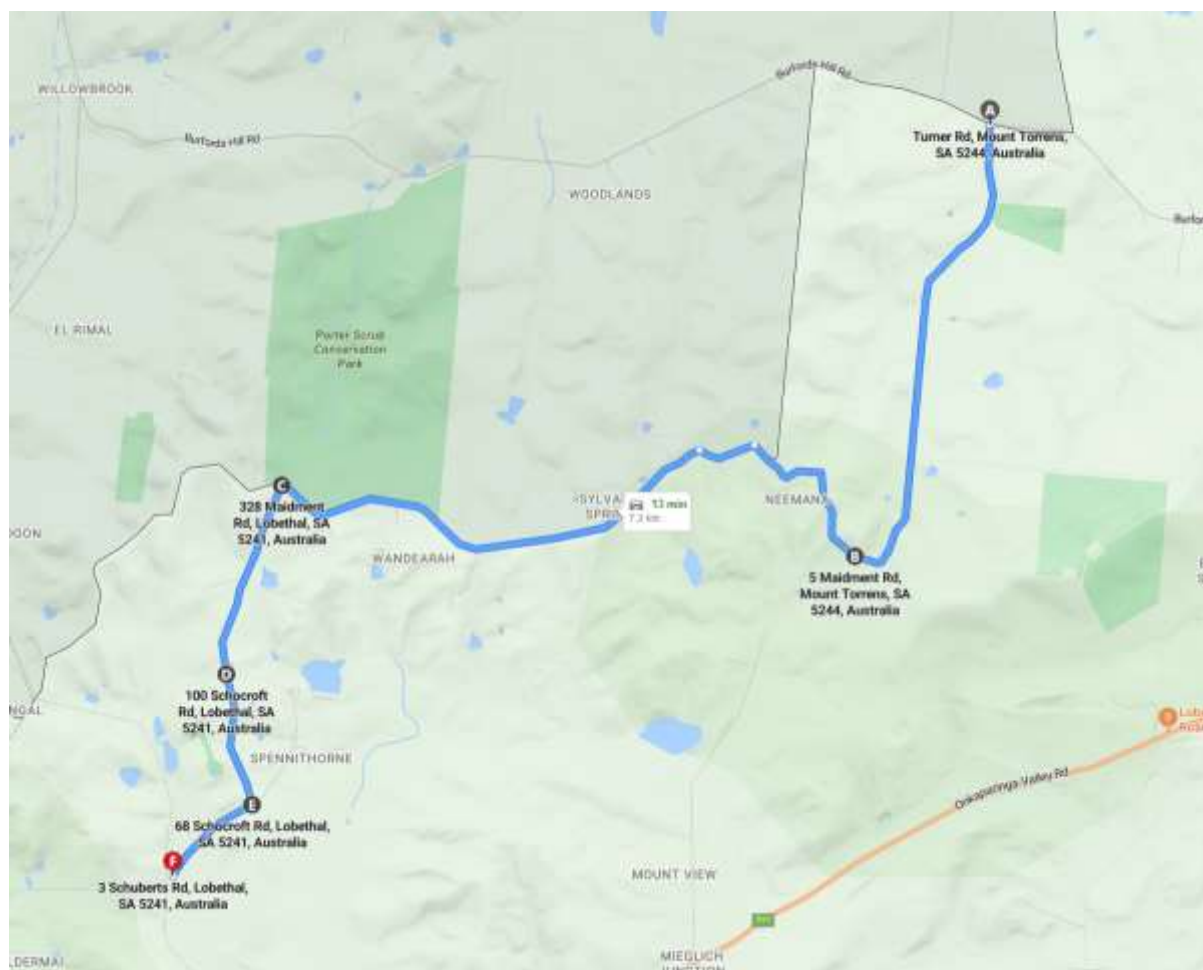 WILLOWBROOK
Burfords Hill Rd
Burfords Hill Rd
A
Turner Rd, Mount Torrens,
SA 5244, Australia
WOODLANDS
EL RIMAL
Porter Scrub
Conservation
Park
C
328 Maidment
Rd, Lobethal, SA
5241, Australia
WANDEARAH
13 min
7.3 km
NEEMANA
B
5 Maidment Rd,
Mount Torrens, SA
5244, Australia
D
100 Schocroft
Rd, Lobethal, SA
5241, Australia
SPENNITHORNE
E
68 Schocroft Rd, Lobethal,
SA 5241, Australia
F
3 Schuberts Rd, Lobethal,
SA 5241, Australia
Onkaparinga Valley Rd
MOUNT VIEW
MIEGLICH
JUNCTION